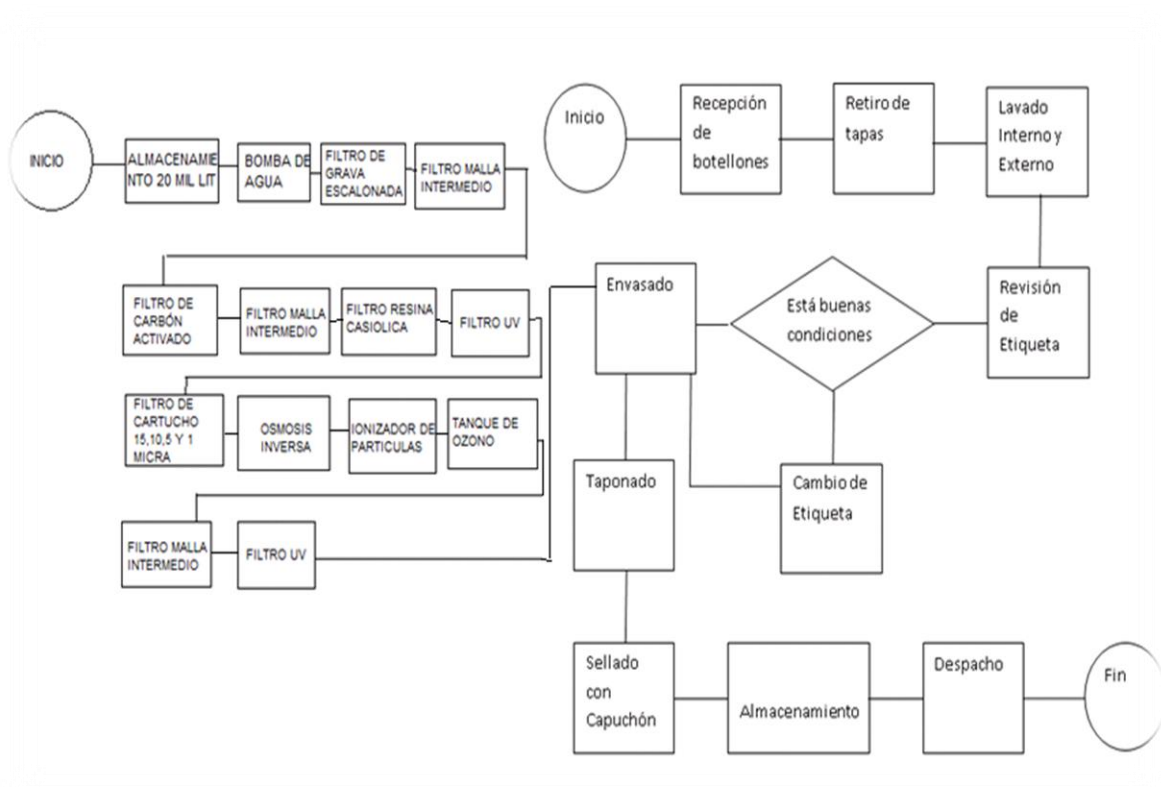 INICIO
ALMACENAMIE
NTO 20 MIL LIT
BOMBA DE
AGUA
FILTRO DE
GRAVA
ESCALONADA
FILTRO MALLA
INTERMEDIO
FILTRO DE
CARBÓN
ACTIVADO
FILTRO MALLA
INTERMEDIO
FILTRO RESINA
CASIOLICA
FILTRO UV
FILTRO DE
CARTUCHO
15,10,5 Y 1
MICRA
OSMOSIS
INVERSA
IONIZADOR DE
PARTICULAS
TANQUE DE
OZONO
FILTRO MALLA
INTERMEDIO
FILTRO UV
Inicio
Recepción
de
botellones
Retiro de
tapas
Lavado
Interno y
Externo
Revisión
de
Etiqueta
Está buenas
condiciones
Cambio de
Etiqueta
Envasado
Taponado
Sellado
con
Capuchón
Almacenamiento
Despacho
Fin